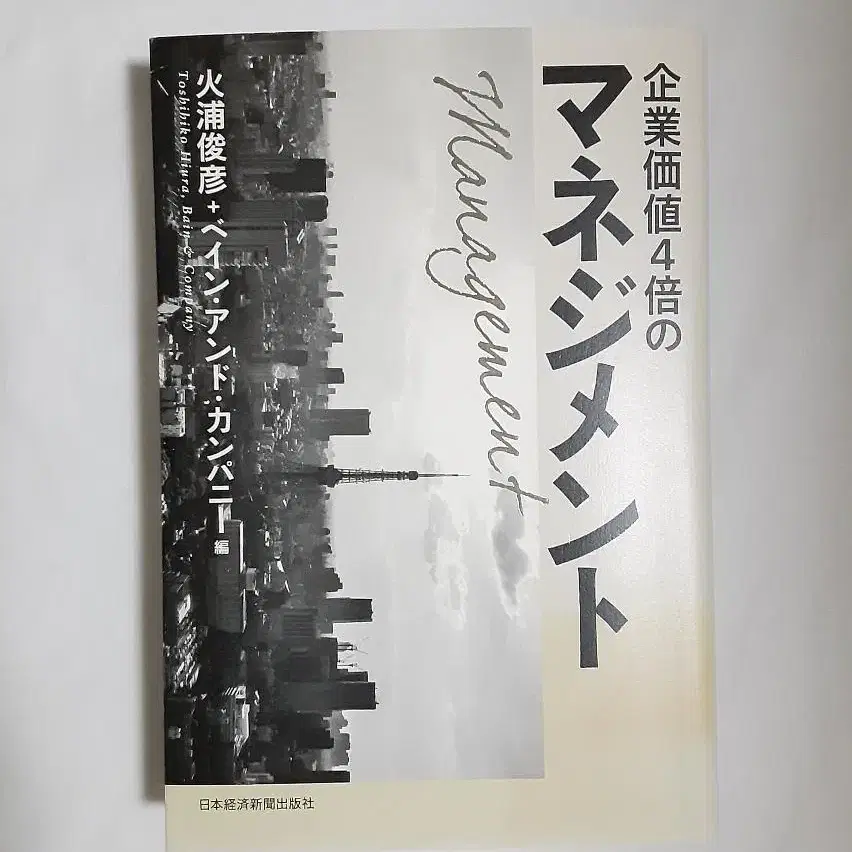 企業価値4倍の
マネジメント
Management
火浦俊彦+ベイン・アンド・カンパニー 編
Toshihiko Hiura, Bain & Company
日本経済新聞出版社